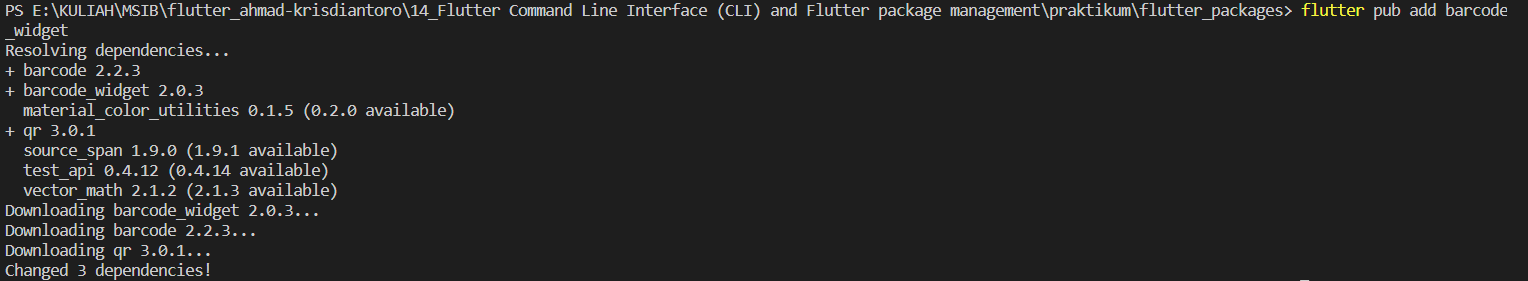 PS E:\KULIAH\MSIB\flutter_ahmad-krisdiantoro\14_Flutter Command Line Interface (CLI) and Flutter package management\praktikum\flutter_packages> flutter pub add barcode
_widget
Resolving dependencies...
+ barcode 2.2.3
+ barcode_widget 2.0.3
  material_color_utilities 0.1.5 (0.2.0 available)
+ qr 3.0.1
  source_span 1.9.0 (1.9.1 available)
  test_api 0.4.12 (0.4.14 available)
  vector_math 2.1.2 (2.1.3 available)
Downloading barcode_widget 2.0.3...
Downloading barcode 2.2.3...
Downloading qr 3.0.1...
Changed 3 dependencies!